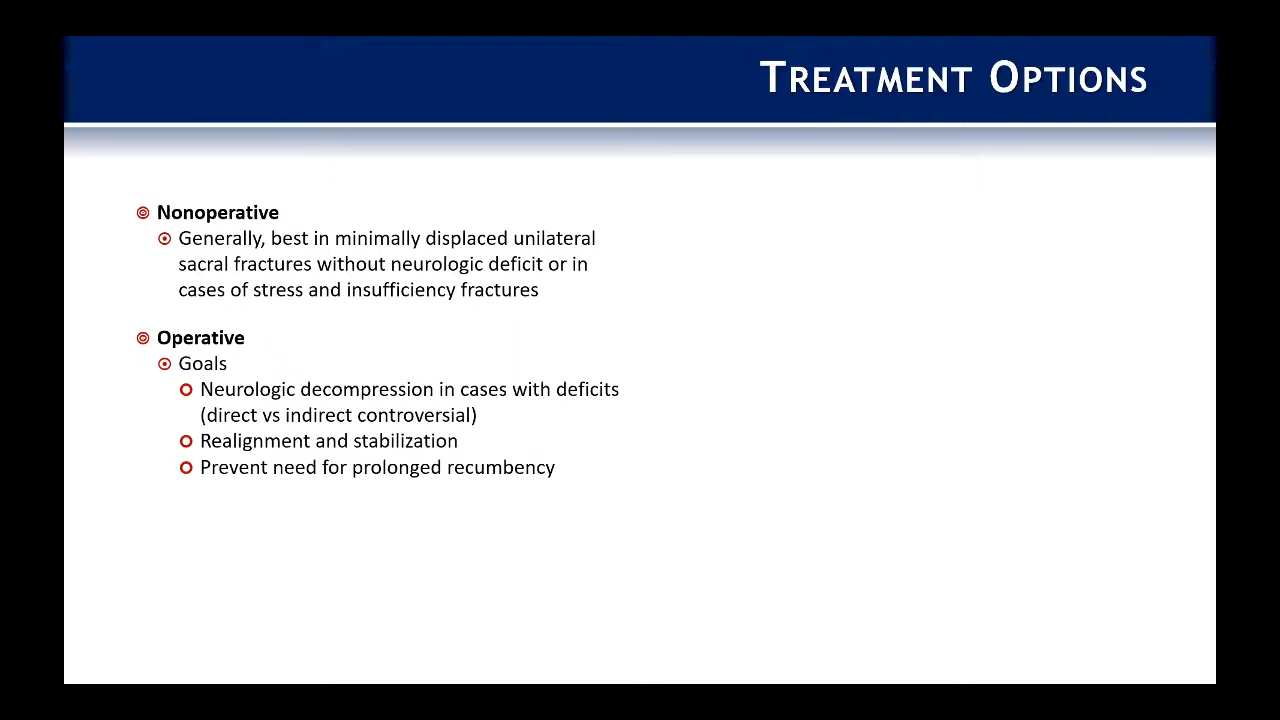 Treatment Options
Nonoperative
Generally, best in minimally displaced unilateral
sacral fractures without neurologic deficit or in
cases of stress and insufficiency fractures
Operative
Goals
Neurologic decompression in cases with deficits
(direct vs indirect controversial)
Realignment and stabilization
Prevent need for prolonged recumbency